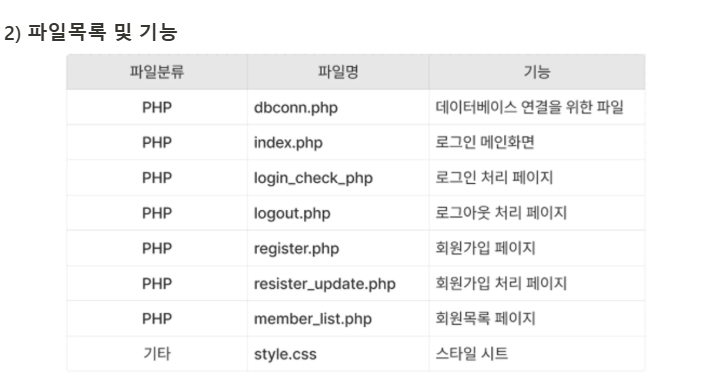 2) 파일목록 및 기능
파일분류 파일명 기능
PHP dbconn.php 데이터베이스 연결을 위한 파일
PHP index.php 로그인 메인화면
PHP login_check_php 로그인 처리 페이지
PHP logout.php 로그아웃 처리 페이지
PHP register.php 회원가입 페이지
PHP resister_update.php 회원가입 처리 페이지
PHP member_list.php 회원목록 페이지
기타 style.css 스타일 시트